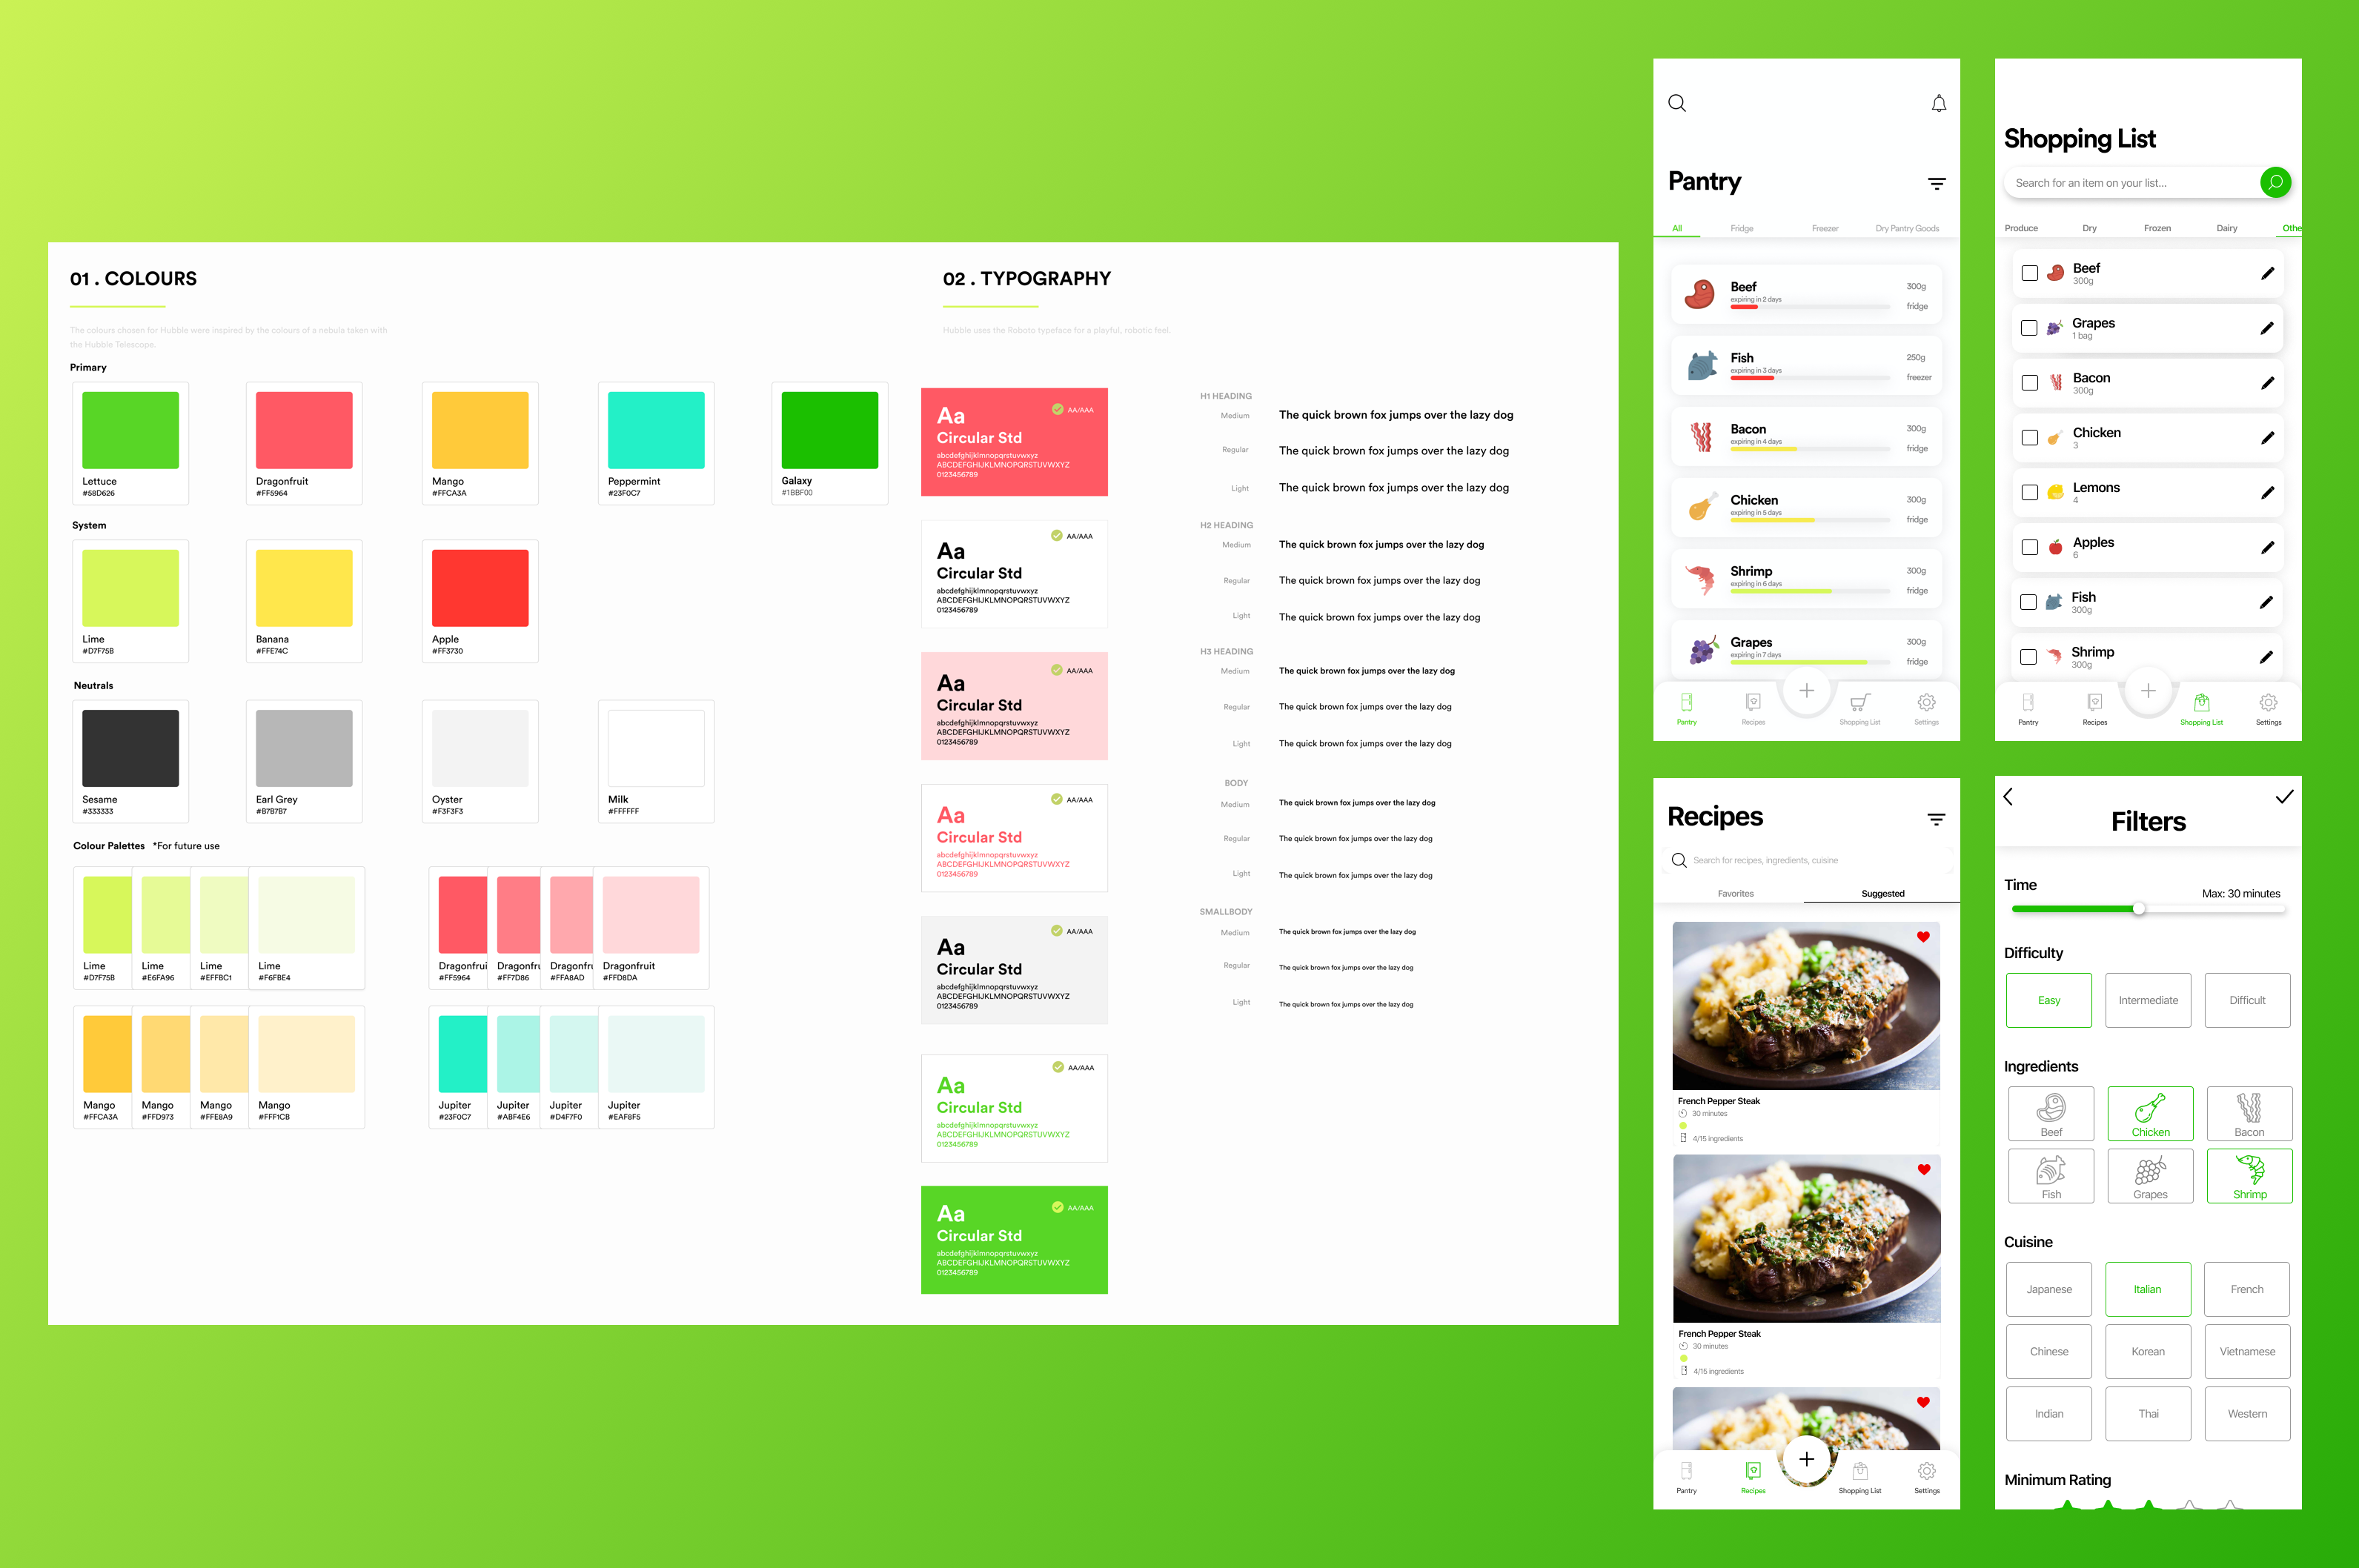 01 . COLOURS
The colours chosen for Hubble were inspired by the colours of a nebula taken with
the Hubble Telescope.
Primary
Lettuce
#58D626
Dragonfruit
#FF5964
Mango
#FFCA3A
Peppermint
#23F0C7
Galaxy
#1BBF00
System
Lime
#D7F75B
Banana
#FFE74C
Apple
#FF3730
Neutrals
Sesame
#333333
Earl Grey
#B7B7B7
Oyster
#F3F3F3
Milk
#FFFFFF
Colour Palettes *For future use
Lime
#D7F75B
Lime
#E6FA96
Lime
#EFFBC1
Lime
#F6FBE4
Dragonfrui
#FF5964
Dragonfru
#FF7D86
Dragonfr
#FFA8AD
Dragonfruit
#FFD8DA
Mango
#FFCA3A
Mango
#FFD973
Mango
#FFE8A9
Mango
#FFF1CB
Jupiter
#23F0C7
Jupiter
#ABF4E6
Jupiter
#D4F7F0
Jupiter
#EAF8F5
02 . TYPOGRAPHY
Hubble uses the Roboto typeface for a playful, robotic feel.
Aa
AA/AAA
Circular Std
abcdefghijklmnopqrstuvwxyz
ABCDEFGHIJKLMNOPQRSTUVWXYZ
0123456789
Aa
AA/AAA
Circular Std
abcdefghijklmnopqrstuvwxyz
ABCDEFGHIJKLMNOPQRSTUVWXYZ
0123456789
Aa
AA/AAA
Circular Std
abcdefghijklmnopqrstuvwxyz
ABCDEFGHIJKLMNOPQRSTUVWXYZ
0123456789
Aa
AA/AAA
Circular Std
abcdefghijklmnopqrstuvwxyz
ABCDEFGHIJKLMNOPQRSTUVWXYZ
0123456789
Aa
AA/AAA
Circular Std
abcdefghijklmnopqrstuvwxyz
ABCDEFGHIJKLMNOPQRSTUVWXYZ
0123456789
Aa
AA/AAA
Circular Std
abcdefghijklmnopqrstuvwxyz
ABCDEFGHIJKLMNOPQRSTUVWXYZ
0123456789
Aa
AA/AAA
Circular Std
abcdefghijklmnopqrstuvwxyz
ABCDEFGHIJKLMNOPQRSTUVWXYZ
0123456789
H1 HEADING
Medium The quick brown fox jumps over the lazy dog
Regular The quick brown fox jumps over the lazy dog
Light The quick brown fox jumps over the lazy dog
H2 HEADING
Medium The quick brown fox jumps over the lazy dog
Regular The quick brown fox jumps over the lazy dog
Light The quick brown fox jumps over the lazy dog
H3 HEADING
Medium The quick brown fox jumps over the lazy dog
Regular The quick brown fox jumps over the lazy dog
Light The quick brown fox jumps over the lazy dog
BODY
Medium The quick brown fox jumps over the lazy dog
Regular The quick brown fox jumps over the lazy dog
Light The quick brown fox jumps over the lazy dog
SMALLBODY
Medium The quick brown fox jumps over the lazy dog
Regular The quick brown fox jumps over the lazy dog
Light The quick brown fox jumps over the lazy dog
Pantry
All Fridge Freezer Dry Pantry Goods
Beef 300g
expiring in 2 days fridge
Fish 250g
expiring in 3 days freezer
Bacon 300g
expiring in 4 days fridge
Chicken 300g
expiring in 5 days fridge
Shrimp 300g
expiring in 6 days fridge
Grapes 300g
expiring in 7 days fridge
Pantry Recipes Shopping List Settings
Shopping List
Search for an item on your list...
Produce Dry Frozen Dairy Othe
Beef
300g
Grapes
1 bag
Bacon
300g
Chicken
3
Lemons
4
Apples
6
Fish
300g
Shrimp
300g
Pantry Recipes Shopping List Settings
Recipes
Search for recipes, ingredients, cuisine
Favorites Suggested
French Pepper Steak
30 minutes
4/15 ingredients
French Pepper Steak
30 minutes
4/15 ingredients
Pantry Recipes Shopping List Settings
Filters
Time Max: 30 minutes
Difficulty
Easy Intermediate Difficult
Ingredients
Beef Chicken Bacon
Fish Grapes Shrimp
Cuisine
Japanese Italian French
Chinese Korean Vietnamese
Indian Thai Western
Minimum Rating